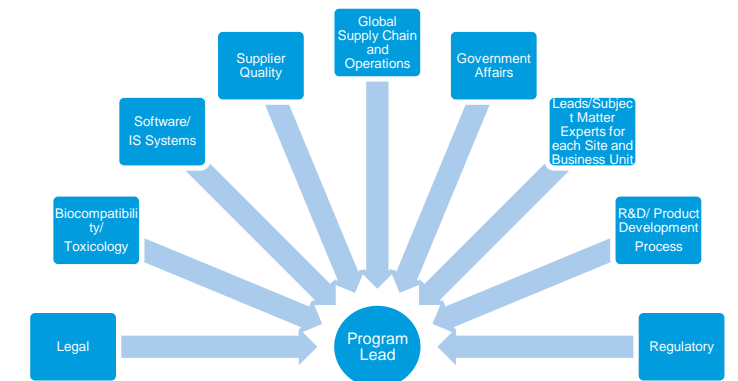 Global
Supply Chain
and
Operations
Supplier
Quality
Government
Affairs
Software/
IS Systems
Leads/Subjec
t Matter
Experts for
each Site and
Business Unit
Biocompatibili
ty/
Toxicology
R&D/ Product
Development
Process
Legal
Program
Lead
Regulatory